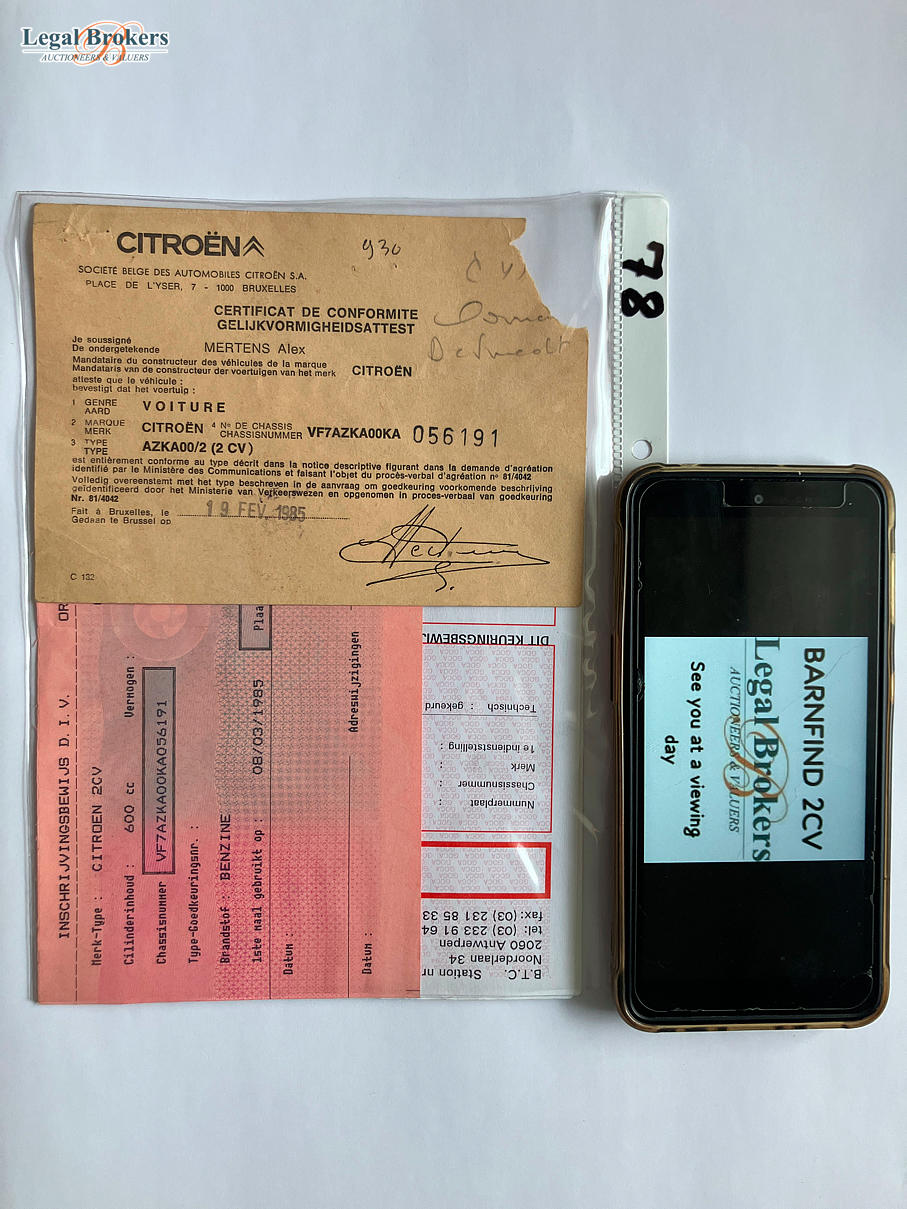 Legal Brokers
AUCTIONEERS & VALUERS
CITROËN
930
SOCIÉTÉ BELGE DES AUTOMOBILES CITROËN S.A.
PLACE DE L'YSER, 7 - 1000 BRUXELLES
CERTIFICAT DE CONFORMITE
GELIJKVORMIGHEIDSATTEST
Je soussigné
De ondergetekende
MERTENS Alex
Mandataire du constructeur des véhicules de la marque
Mandataris van de constructeur der voertuigen van het merk
CITROËN
atteste que le véhicule :
bevestigt dat het voertuig :
1 GENRE
AARD
VOITURE
2 MARQUE
MERK
CITROËN
4 Nº DE CHASSIS
CHASSISNUMMER
VF7AZKA00KA 056191
3 TYPE
TYPE
AZKA00/2 (2 CV)
est entièrement conforme au type décrit dans la notice descriptive figurant dans la demande d'agréation
identifié par le Ministère des Communications et faisant l'objet du procès-verbal d'agréation nº 81/4042
Volledig overeenstemt met het type beschreven in de aanvraag om goedkeuring voorkomende beschrijving
geïdentificeerd door het Ministerie van Verkeerswezen en opgenomen in proces-verbaal van goedkeuring
Nr. 81/4042
Fait à Bruxelles, le
Gedaan te Brussel op
19 FEV. 1985
C 132
78
INSCHRIJVINGSBEWIJS D.I.V.
OR
Merk-Type : CITROEN 2CV
Cilinderinhoud : 600 cc
Vermogen :
Chassisnummer VF7AZKA00KA056191
Type-Goedkeuringsnr. :
Brandstof : BENZINE
1ste maal gebruikt op : 08/03/1985
Plaa
Datum :
Adreswijzigingen
Datum :
DIT KEURINGSBEWIJ
Technisch : gekeurd
1e indienststelling :
Merk :
Chassisnummer :
Nummerplaat :
B.T.C. Station nr
Noorderlaan 34
2060 Antwerpen
tel: (03) 233 91 64
fax: (03) 231 85 33
BARNFIND 2CV
Legal Brokers
AUCTIONEERS & VALUERS
See you at a viewing
day